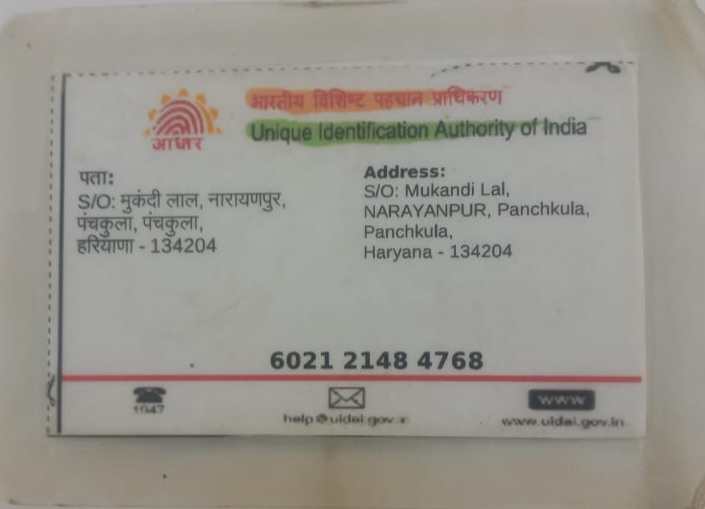 भारतीय विशिष्ट पहचान प्राधिकरण
Unique Identification Authority of India
आधार
पता:
S/O: मुकंदी लाल, नारायणपुर,
पंचकुला, पंचकुला,
हरियाणा - 134204
Address:
S/O: Mukandi Lal,
NARAYANPUR, Panchkula,
Panchkula,
Haryana - 134204
6021 2148 4768
1947
WWW
www.uidai.gov.in